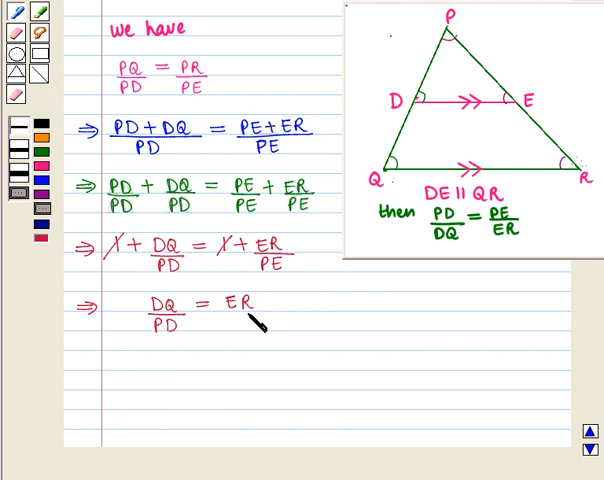 we have
PQ/PD = PR/PE
⇒ (PD + DQ)/PD = (PE + ER)/PE
⇒ PD/PD + DQ/PD = PE/PE + ER/PE
⇒ 1 + DQ/PD = 1 + ER/PE
⇒ DQ/PD = ER
P
D
E
Q
R
DE || QR
then PD/DQ = PE/ER